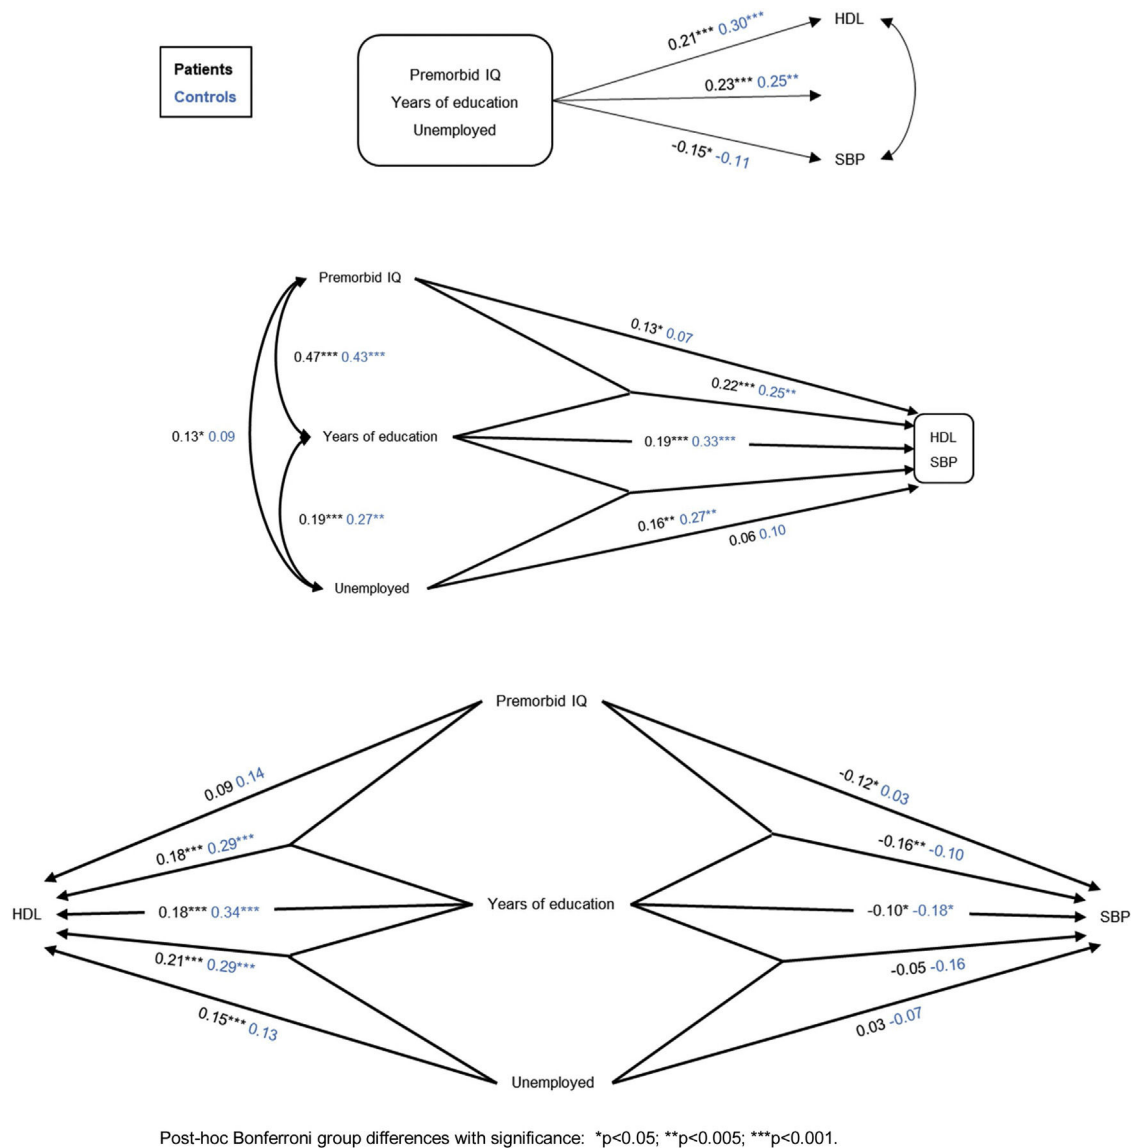 Patients
Controls
Premorbid IQ
Years of education
Unemployed
0.21*** 0.30***
HDL
0.23*** 0.25**
-0.15* -0.11
SBP
Premorbid IQ
0.13* 0.07
0.47*** 0.43***
0.22*** 0.25**
0.13* 0.09
Years of education
0.19*** 0.33***
HDL
SBP
0.19*** 0.27**
0.16** 0.27**
0.06 0.10
Unemployed
Premorbid IQ
0.09 0.14
-0.12* 0.03
0.18*** 0.29***
-0.16** -0.10
HDL
0.18*** 0.34***
Years of education
-0.10* -0.18*
SBP
0.21*** 0.29***
-0.05 -0.16
0.15*** 0.13
0.03 -0.07
Unemployed
Post-hoc Bonferroni group differences with significance: *p<0.05; **p<0.005; ***p<0.001.